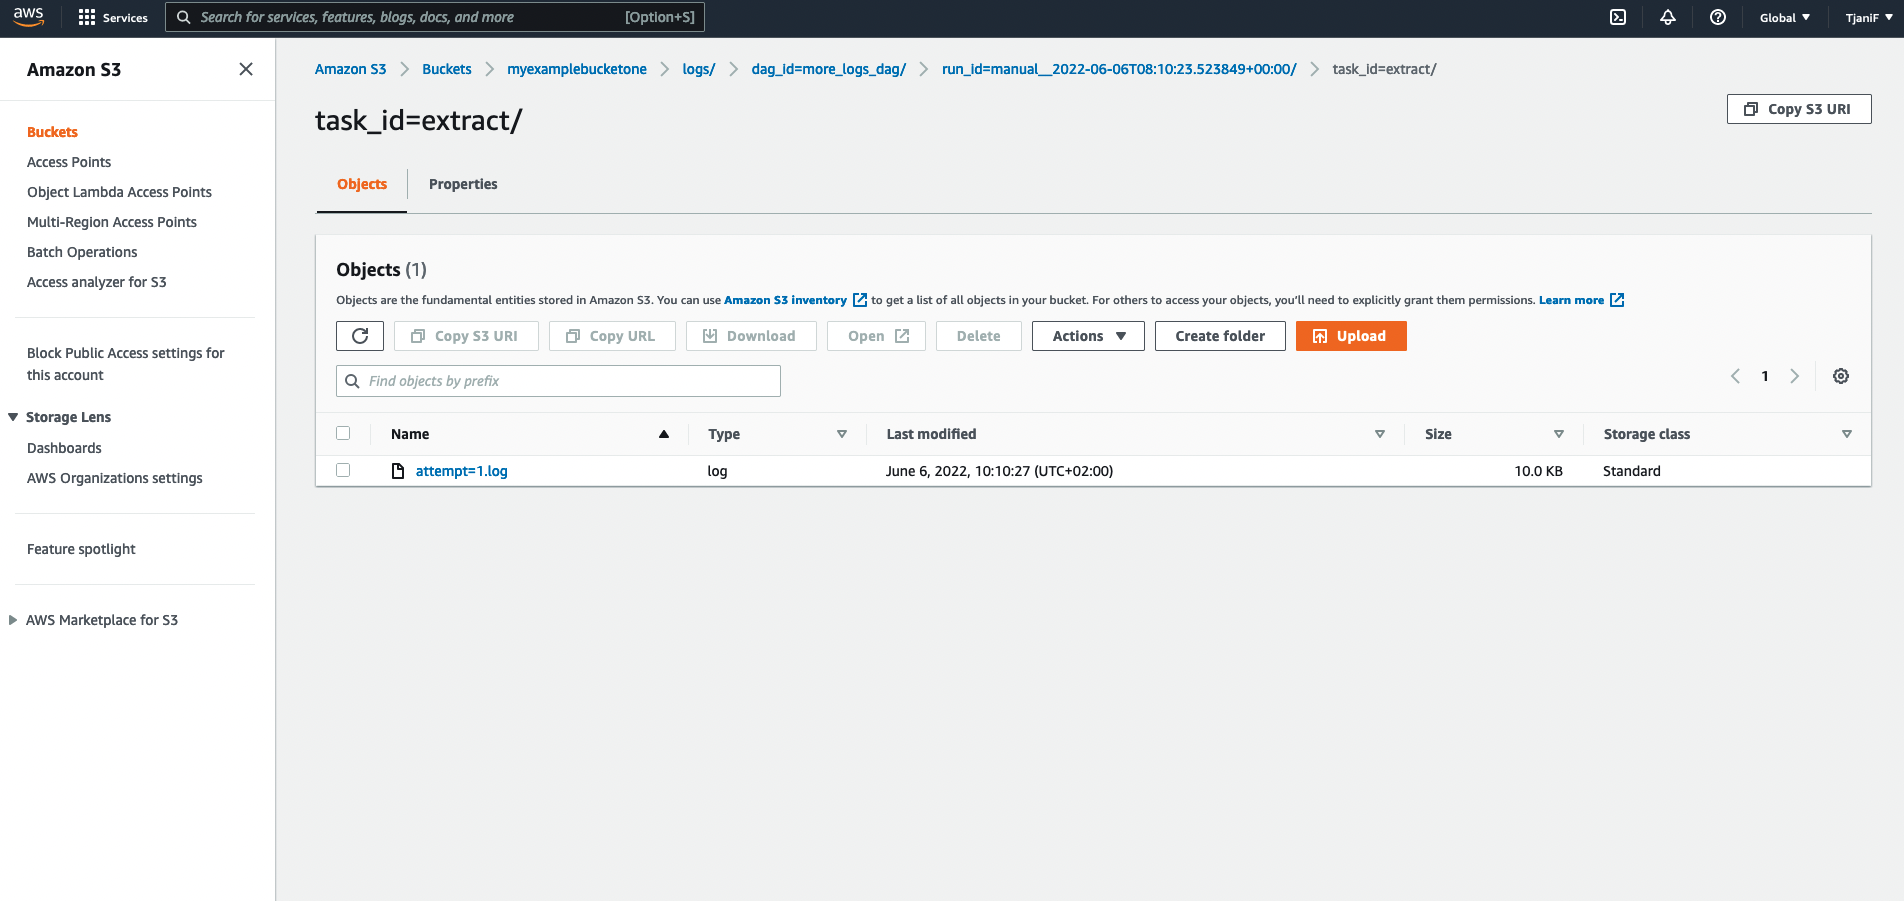 aws Services Search for services, features, blogs, docs, and more [Option+S] Global TjaniF
Amazon S3
Buckets
Access Points
Object Lambda Access Points
Multi-Region Access Points
Batch Operations
Access analyzer for S3
Block Public Access settings for
this account
Storage Lens
Dashboards
AWS Organizations settings
Feature spotlight
AWS Marketplace for S3
Amazon S3 Buckets myexamplebucketone logs/ dag_id=more_logs_dag/ run_id=manual__2022-06-06T08:10:23.523849+00:00/ task_id=extract/
task_id=extract/
Copy S3 URI
Objects Properties
Objects (1)
Objects are the fundamental entities stored in Amazon S3. You can use Amazon S3 inventory to get a list of all objects in your bucket. For others to access your objects, you'll need to explicitly grant them permissions. Learn more
Copy S3 URI Copy URL Download Open Delete Actions Create folder Upload
Find objects by prefix
1
Name Type Last modified Size Storage class
attempt=1.log log June 6, 2022, 10:10:27 (UTC+02:00) 10.0 KB Standard